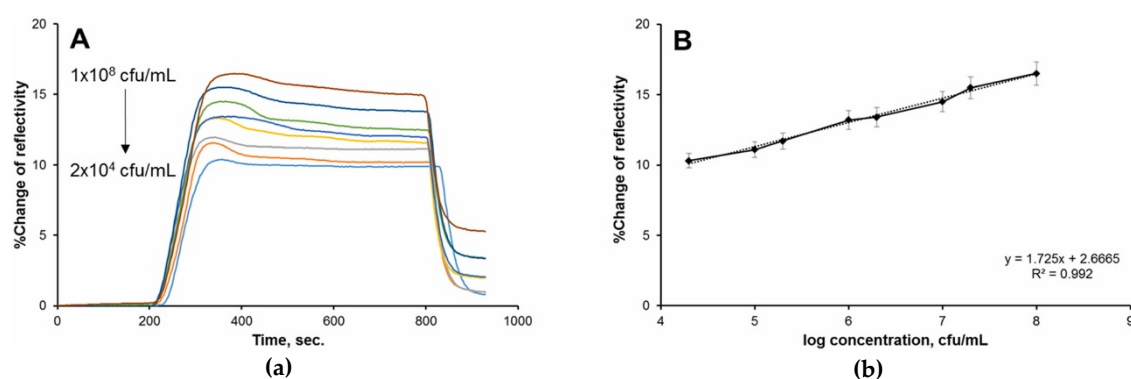 A
1x10⁸ cfu/mL
2x10⁴ cfu/mL
%Change of reflectivity
20
15
10
5
0
0 200 400 600 800 1000
Time, sec.
(a)
B
%Change of reflectivity
20
15
10
5
0
y = 1.725x + 2.6665
R² = 0.992
4 5 6 7 8 9
log concentration, cfu/mL
(b)